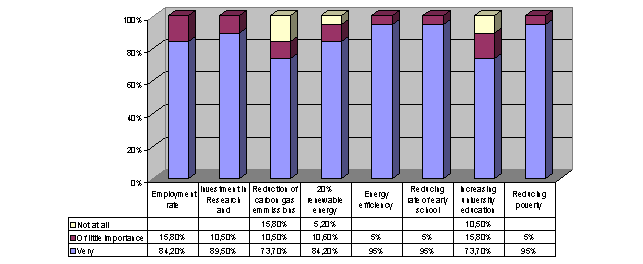 100%
80%
60%
40%
20%
0%
Employment rate
Investment in Research and
Reduction of carbon gas emmissions
20% renewable energy
Energy efficiency
Reducing rate of early school
Increasing university education
Reducing poverty
Not at all 15,80% 5,20% 10,50%
Of little importance 15,80% 10,50% 10,50% 10,60% 5% 5% 15,80% 5%
Very 84,20% 89,50% 73,70% 84,20% 95% 95% 73,70% 95%